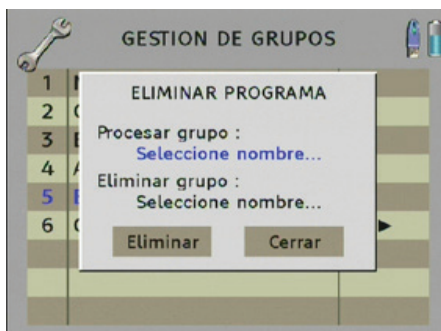 GESTION DE GRUPOS
ELIMINAR PROGRAMA
Procesar grupo :
Seleccione nombre...
Eliminar grupo :
Seleccione nombre...
Eliminar Cerrar
1
2
3
4
5
6